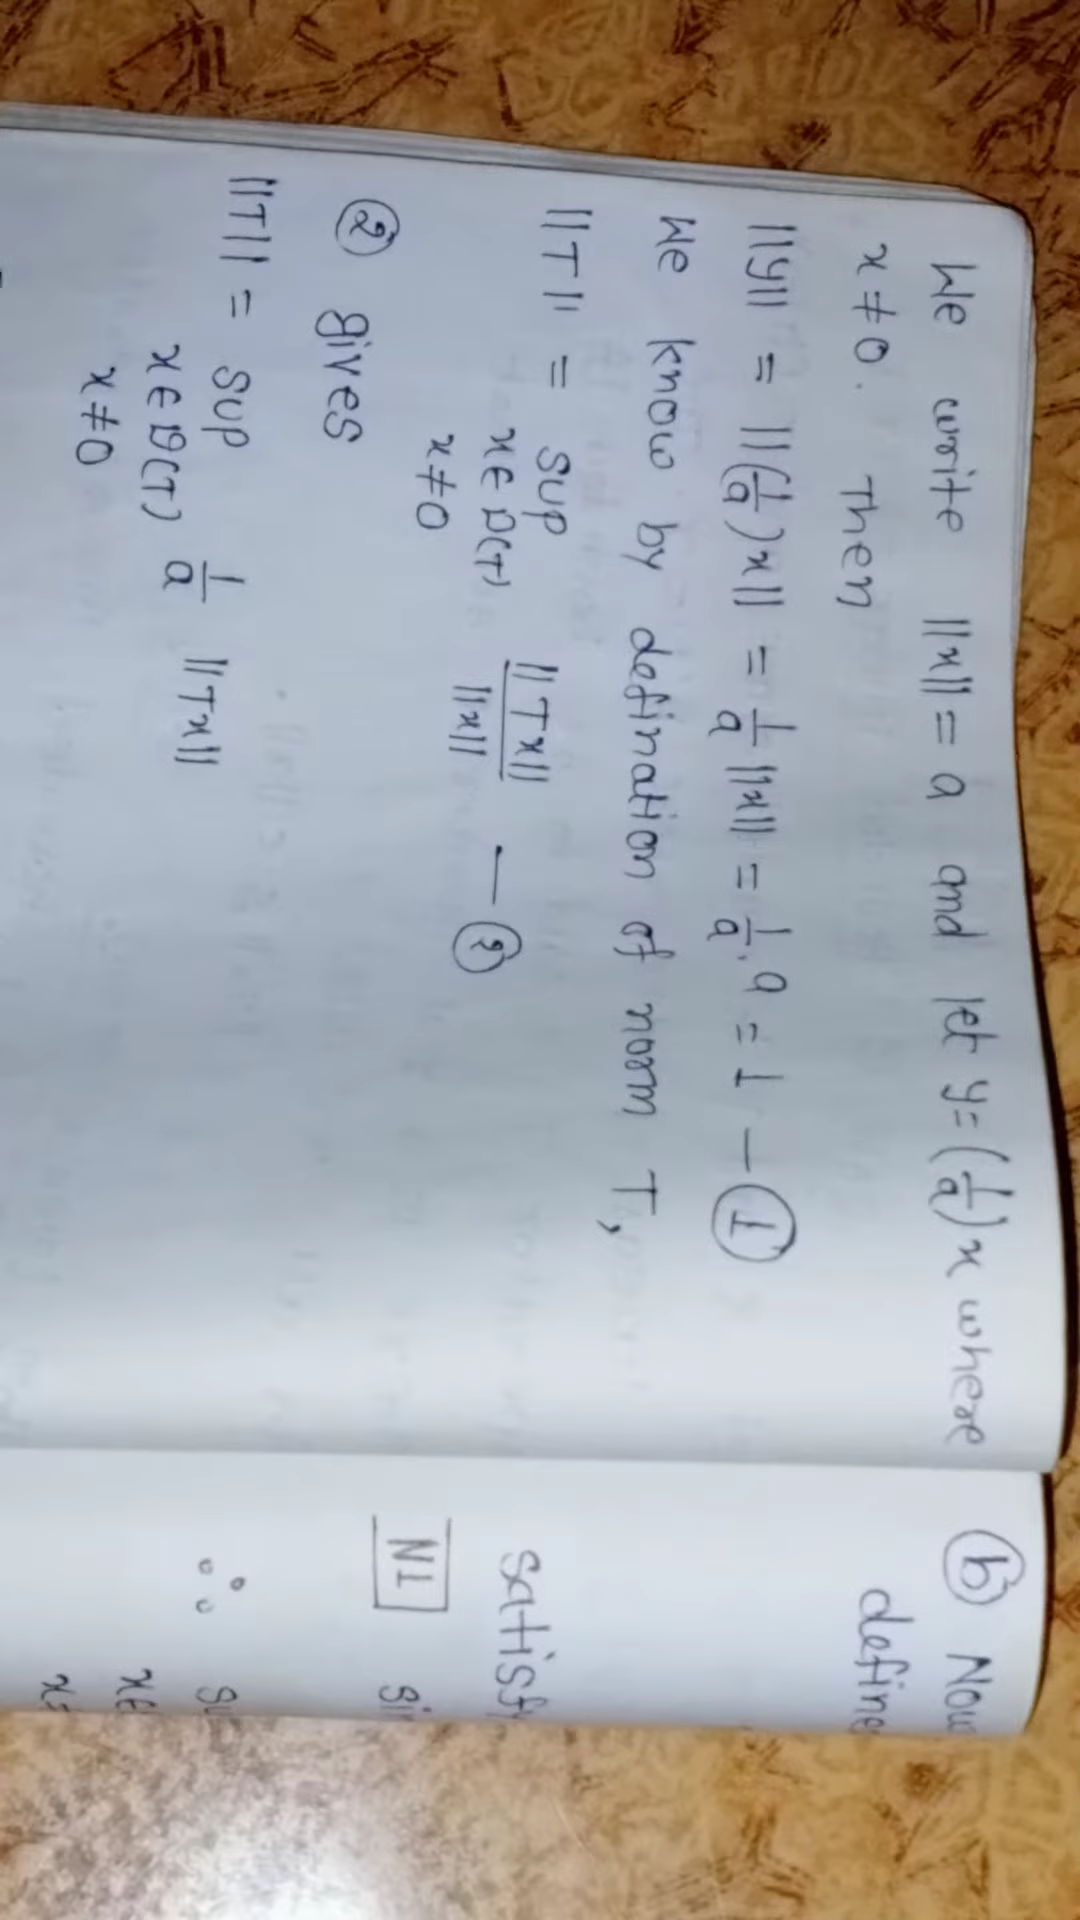 We write ||x|| = a and let y = (1/a) x where
x ≠ 0. Then
||y|| = ||(1/a) x|| = 1/a ||x|| = 1/a . a = 1 — ①
We know by defination of norm T,
||T|| = sup ||Tx|| / ||x|| — ②
x ∈ D(T)
x ≠ 0
② gives
||T|| = sup 1/a ||Tx||
x ∈ D(T)
x ≠ 0
ⓑ Now
define
satisf
N1
∴
x∈